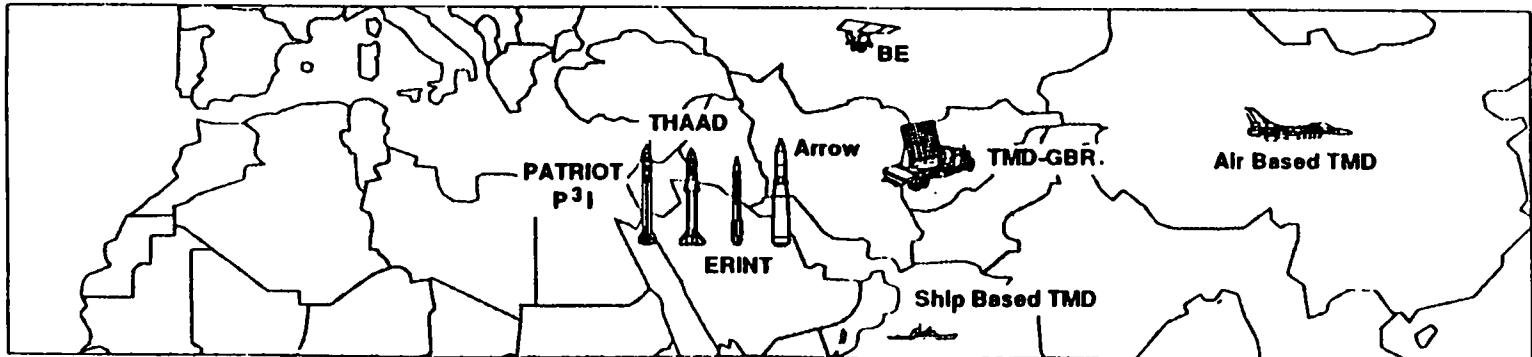 BE
THAAD
Arrow
PATRIOT
P³I
TMD-GBR.
Air Based TMD
ERINT
Ship Based TMD